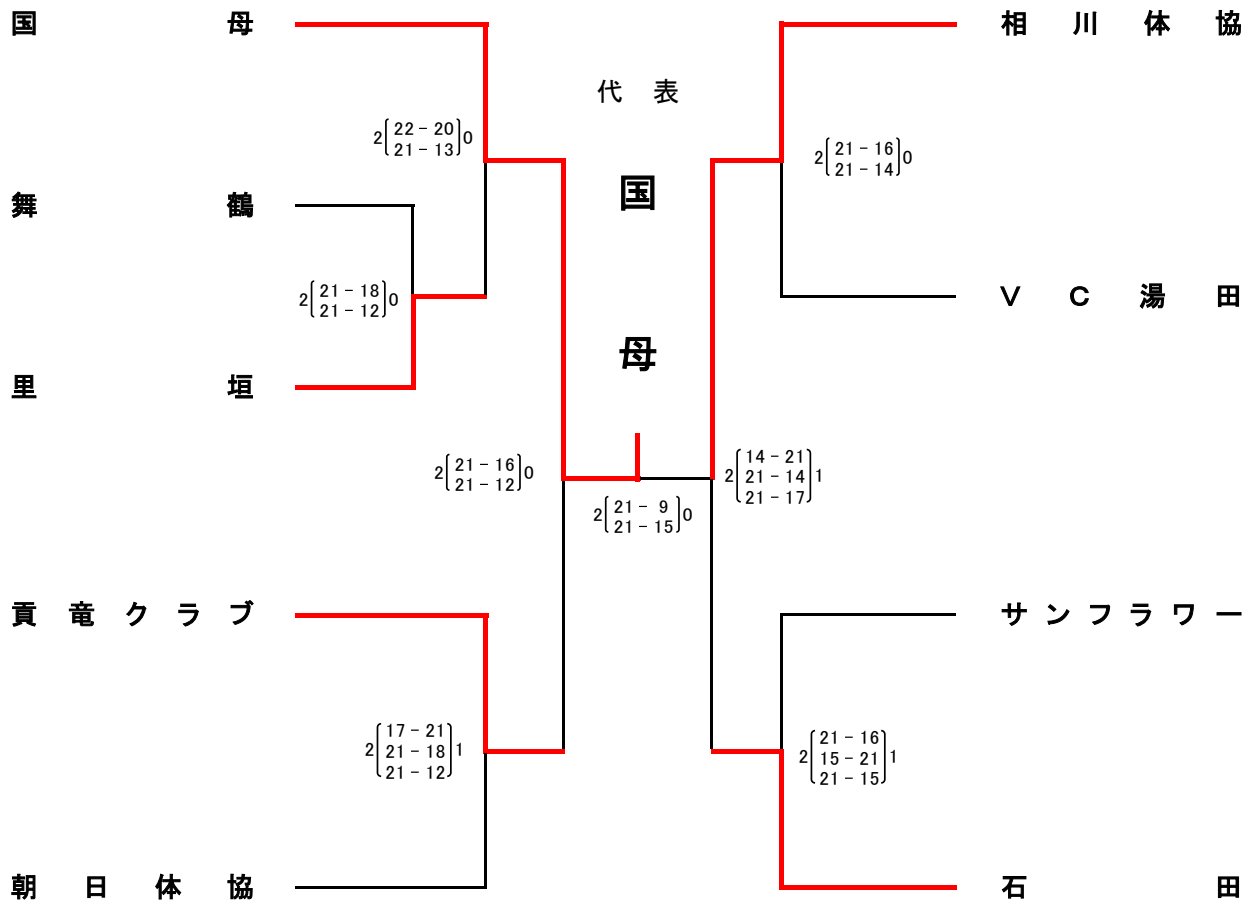 国母
相川体協
代表
2 22－20 0
21－13
2 21－16 0
21－14
国母
舞鶴
2 21－18 0
21－12
VC湯田
里垣
2 21－16 0
21－12
2 14－21 1
21－14
21－17
2 21－9 0
21－15
貢竜クラブ
サンフラワー
2 17－21 1
21－18
21－12
2 21－16 1
15－21
21－15
朝日体協
石田